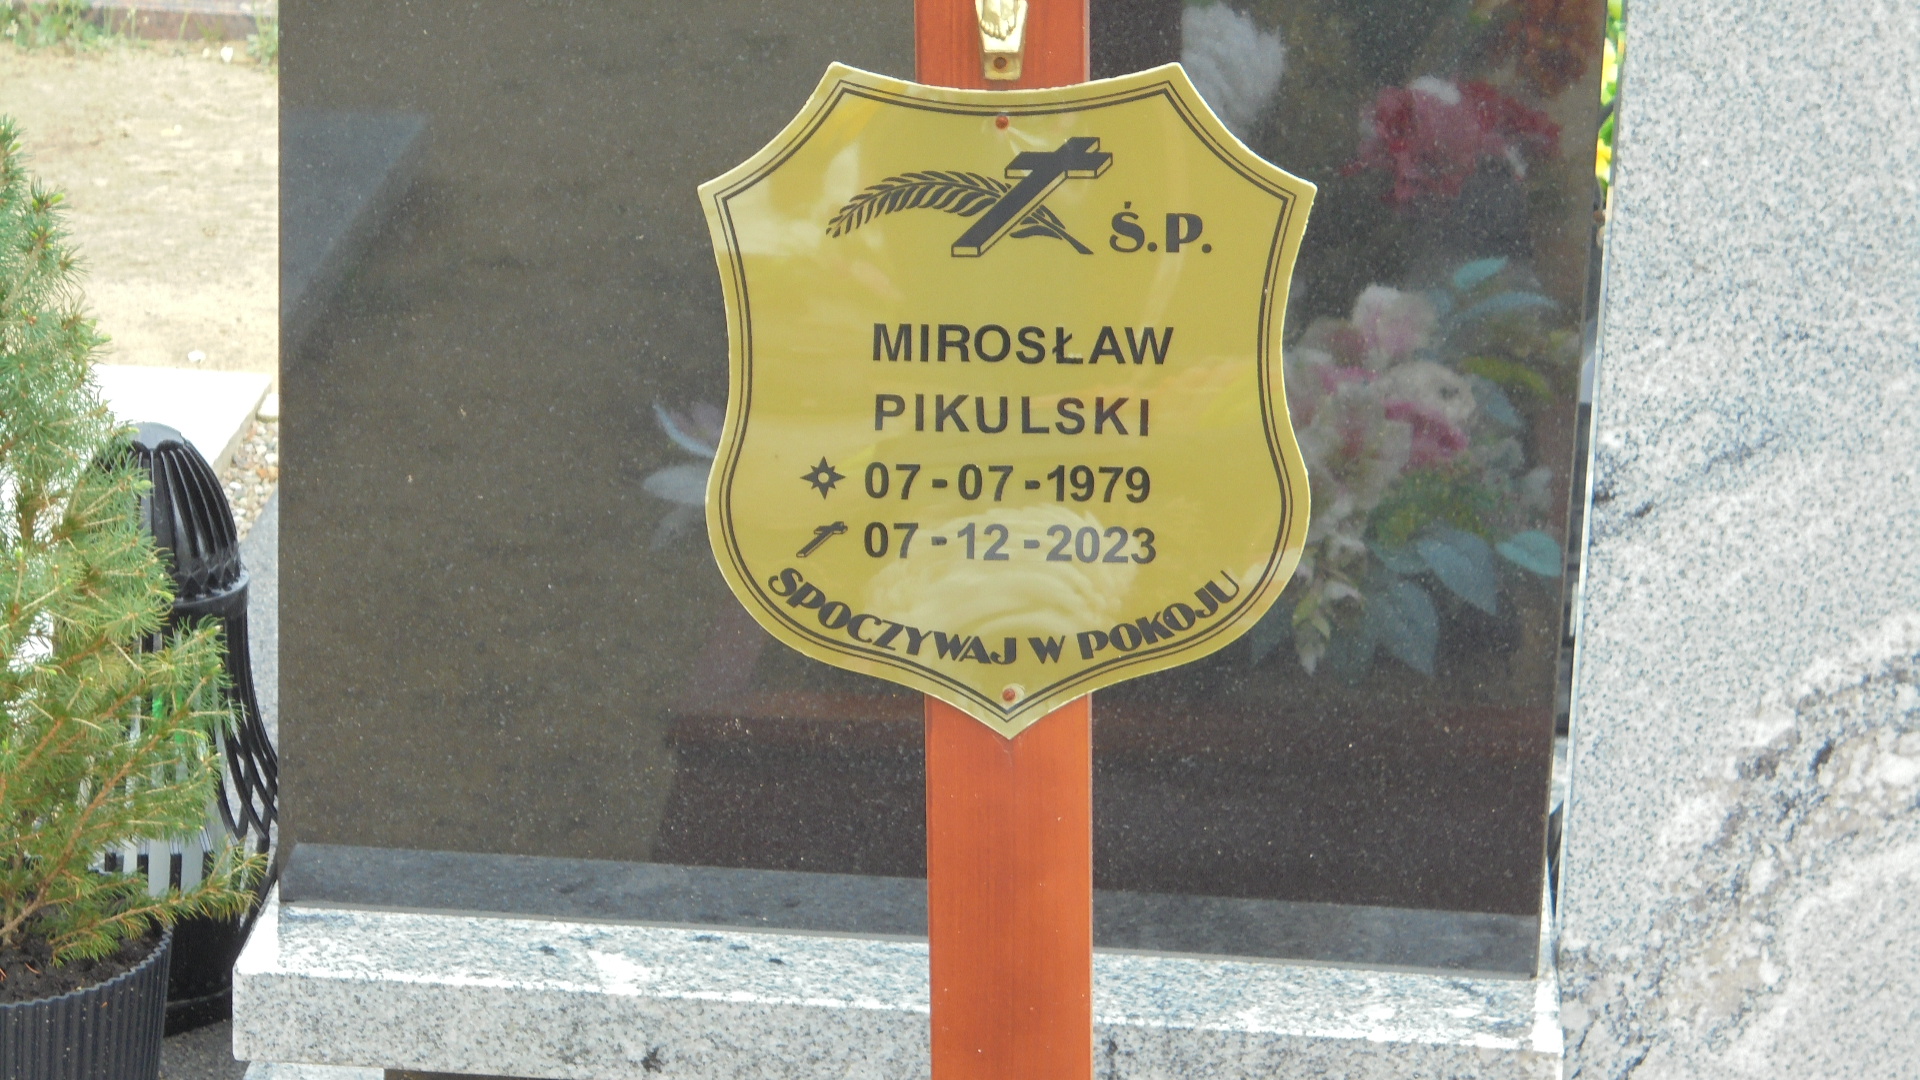 Ś.P.
MIROSŁAW
PIKULSKI
07-07-1979
07-12-2023
SPOCZYWAJ W POKOJU